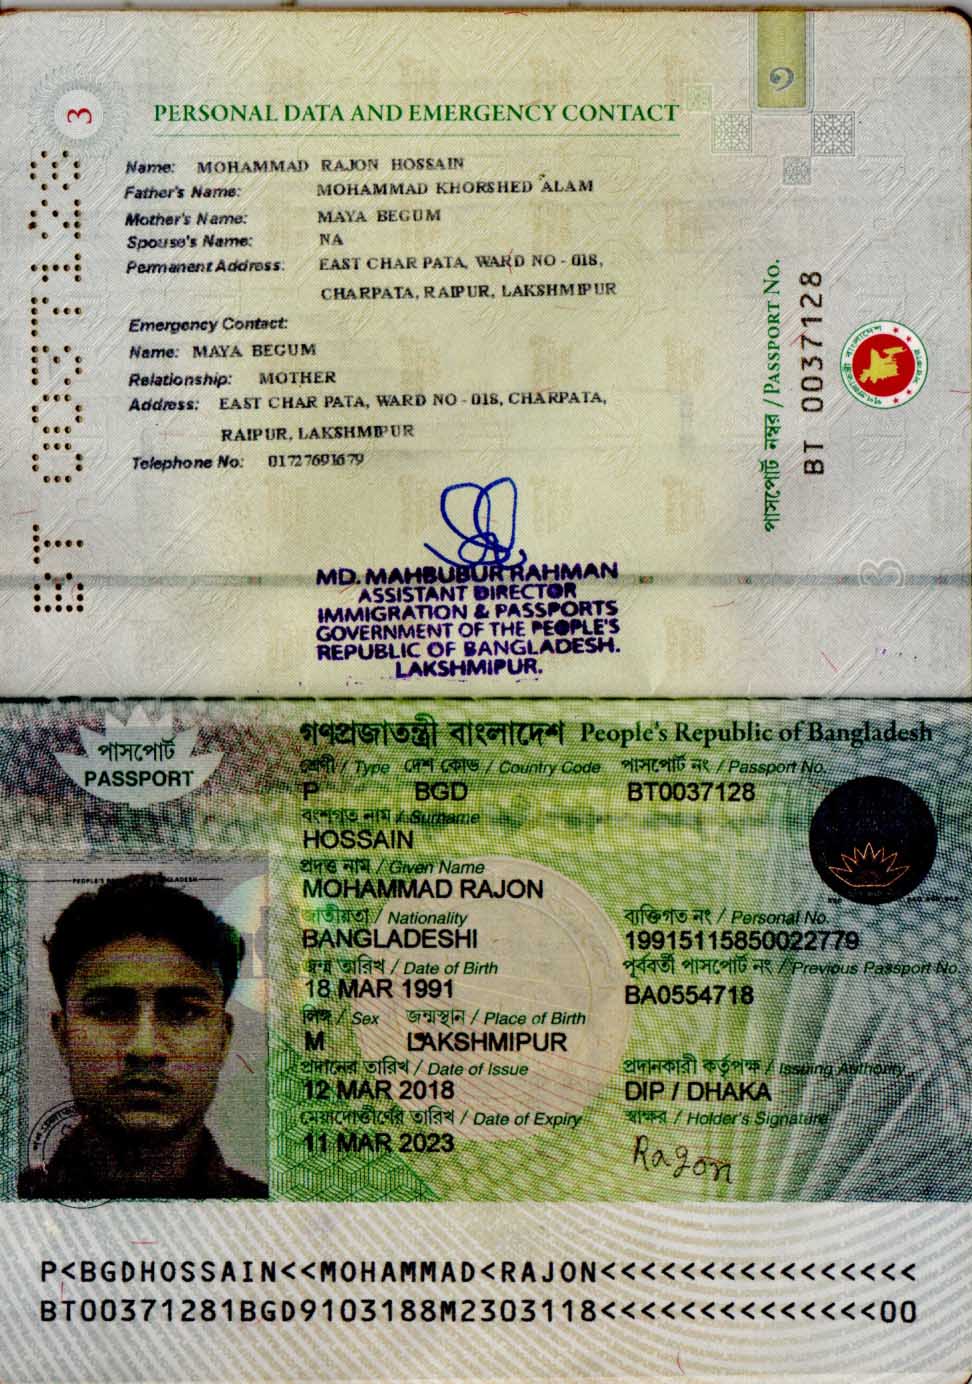 3
PERSONAL DATA AND EMERGENCY CONTACT
Name: MOHAMMAD RAJON HOSSAIN
Father's Name: MOHAMMAD KHORSHED ALAM
Mother's Name: MAYA BEGUM
Spouse's Name: NA
Permanent Address: EAST CHAR PATA, WARD NO - 018,
CHARPATA, RAIPUR, LAKSHMIPUR
Emergency Contact:
Name: MAYA BEGUM
Relationship: MOTHER
Address: EAST CHAR PATA, WARD NO - 018, CHARPATA,
RAIPUR, LAKSHMIPUR
Telephone No: 01727691679
পাসপোর্ট নম্বর / PASSPORT No.
BT 0037128
MD. MAHBUBUR RAHMAN
ASSISTANT DIRECTOR
IMMIGRATION & PASSPORTS
GOVERNMENT OF THE PEOPLE'S
REPUBLIC OF BANGLADESH.
LAKSHMIPUR.
পাসপোর্ট
PASSPORT
গণপ্রজাতন্ত্রী বাংলাদেশ People's Republic of Bangladesh
শ্রেণী / Type দেশ কোড / Country Code পাসপোর্ট নং / Passport No.
P BGD BT0037128
বংশগত নাম / Surname
HOSSAIN
প্রদত্ত নাম / Given Name
MOHAMMAD RAJON
জাতীয়তা / Nationality ব্যক্তিগত নং / Personal No.
BANGLADESHI 19915115850022779
জন্ম তারিখ / Date of Birth পূর্ববর্তী পাসপোর্ট নং / Previous Passport No.
18 MAR 1991 BA0554718
লিঙ্গ / Sex জন্মস্থান / Place of Birth
M LAKSHMIPUR
প্রদানের তারিখ / Date of Issue প্রদানকারী কর্তৃপক্ষ / Issuing Authority
12 MAR 2018 DIP / DHAKA
মেয়াদোত্তীর্ণের তারিখ / Date of Expiry স্বাক্ষর / Holder's Signature
11 MAR 2023 Ragon
P<BGDHOSSAIN<<MOHAMMAD<RAJON<<<<<<<<<<<<<<<<
BT00371281BGD9103188M2303118<<<<<<<<<<<<<<00